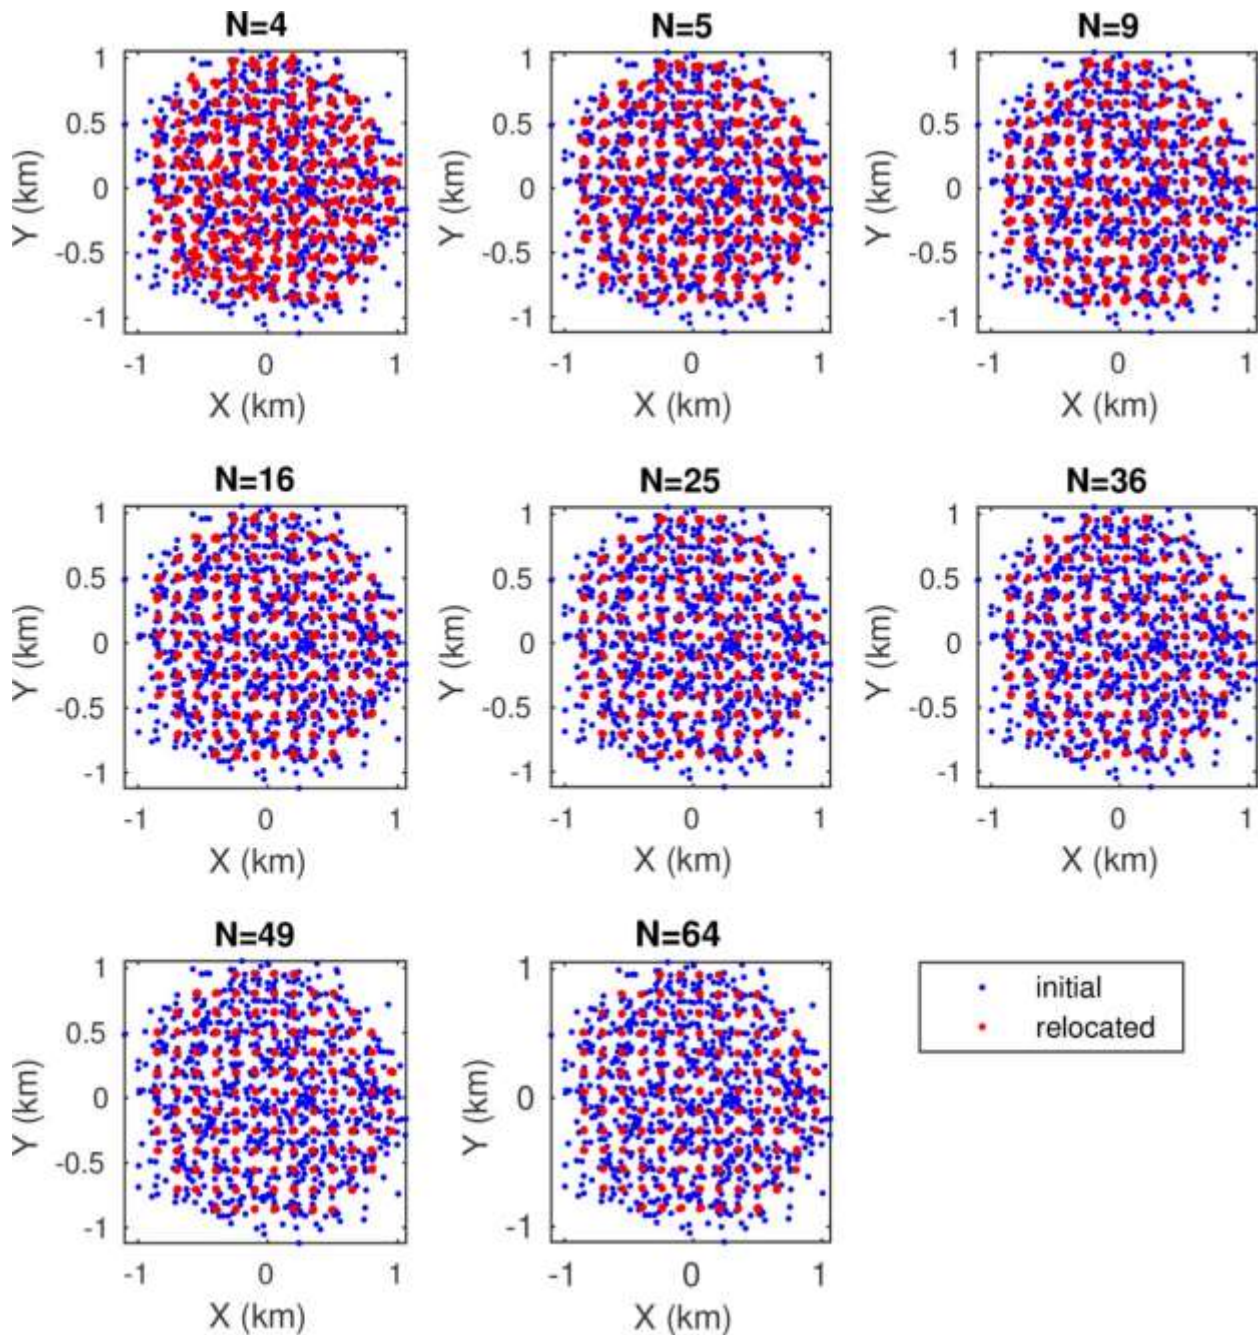 N=4 N=5 N=9
1 1 1
0.5 0.5 0.5
Y (km) Y (km) Y (km)
0 0 0
-0.5 -0.5 -0.5
-1 -1 -1
-1 0 1 -1 0 1 -1 0 1
X (km) X (km) X (km)
N=16 N=25 N=36
1 1 1
0.5 0.5 0.5
Y (km) Y (km) Y (km)
0 0 0
-0.5 -0.5 -0.5
-1 -1 -1
-1 0 1 -1 0 1 -1 0 1
X (km) X (km) X (km)
N=49 N=64
1 1
initial
relocated
0.5 0.5
Y (km) Y (km)
0 0
-0.5 -0.5
-1 -1
-1 0 1 -1 0 1
X (km) X (km)